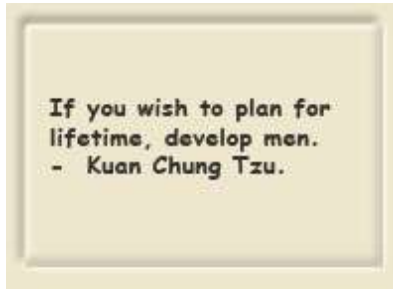 If you wish to plan for
lifetime, develop men.
- Kuan Chung Tzu.